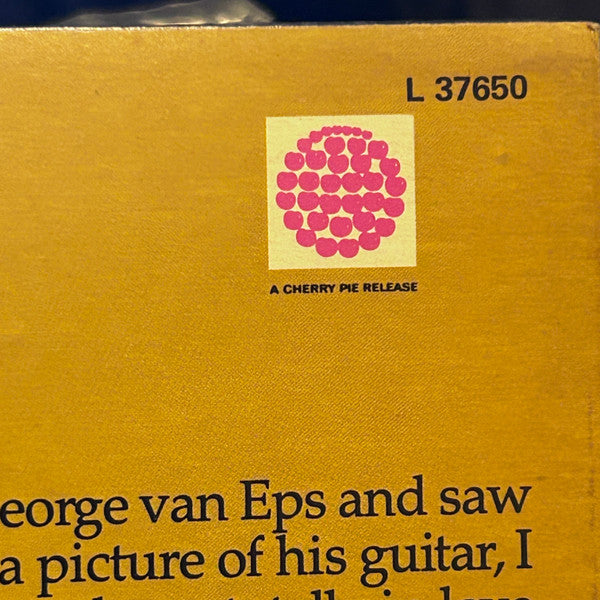 L 37650
A CHERRY PIE RELEASE
eorge van Eps and saw
a picture of his guitar, I